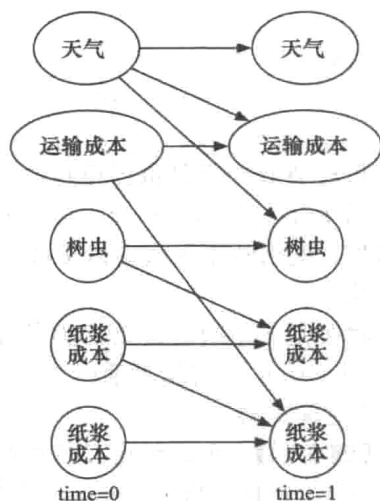 天气 天气
运输成本 运输成本
树虫 树虫
纸浆 纸浆
成本 成本
纸浆 纸浆
成本 成本
time=0 time=1